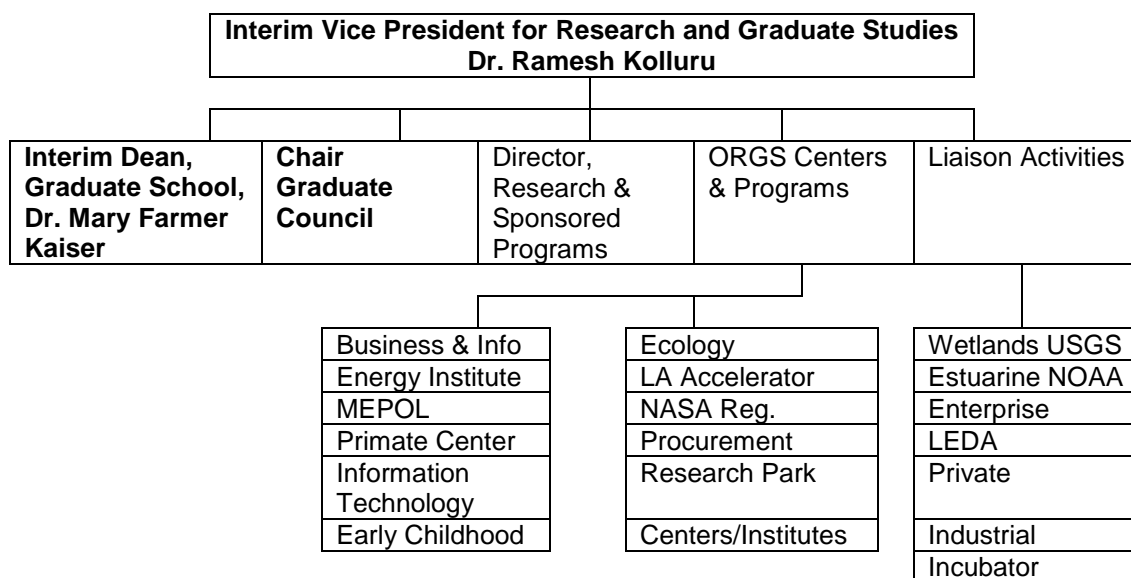 Interim Vice President for Research and Graduate Studies
Dr. Ramesh Kolluru
Interim Dean,
Graduate School,
Dr. Mary Farmer
Kaiser
Chair
Graduate
Council
Director,
Research &
Sponsored
Programs
ORGS Centers
& Programs
Liaison Activities
Business & Info
Energy Institute
MEPOL
Primate Center
Information
Technology
Early Childhood
Ecology
LA Accelerator
NASA Reg.
Procurement
Research Park
Centers/Institutes
Wetlands USGS
Estuarine NOAA
Enterprise
LEDA
Private
Industrial
Incubator